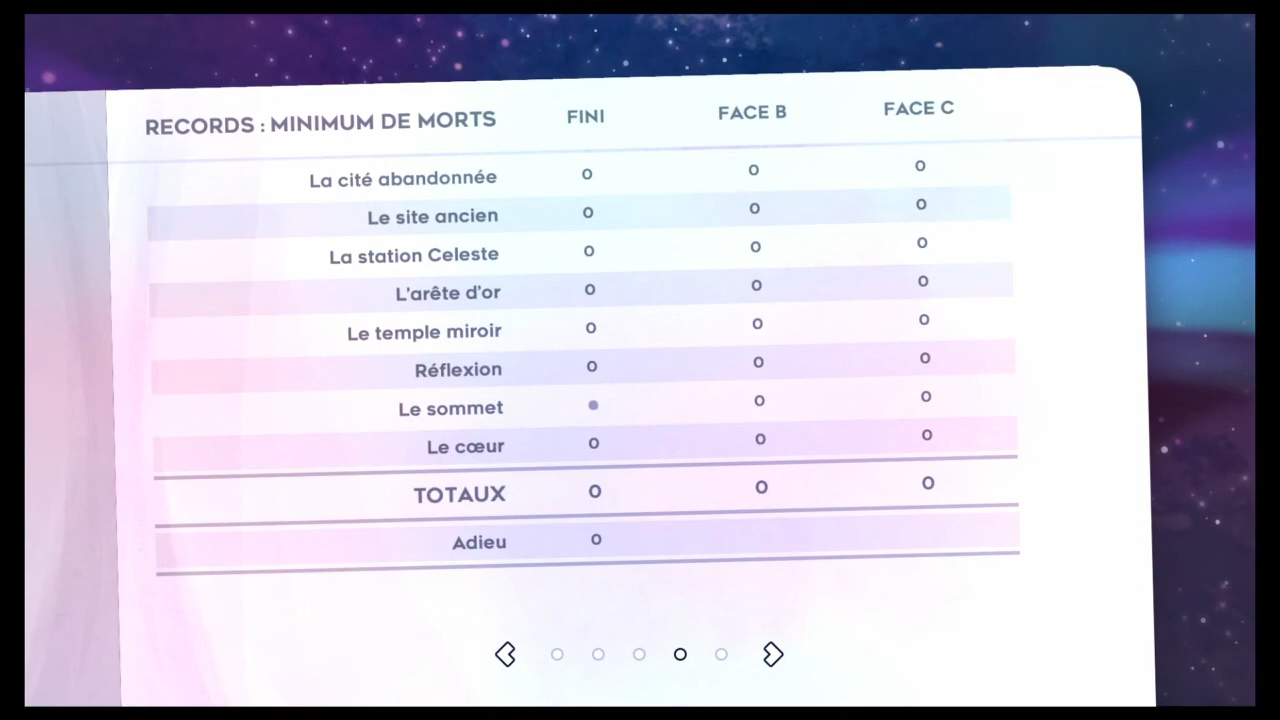 RECORDS : MINIMUM DE MORTS FINI FACE B FACE C
La cité abandonnée 0 0 0
Le site ancien 0 0 0
La station Celeste 0 0 0
L'arête d'or 0 0 0
Le temple miroir 0 0 0
Réflexion 0 0 0
Le sommet • 0 0
Le cœur 0 0 0
TOTAUX 0 0 0
Adieu 0